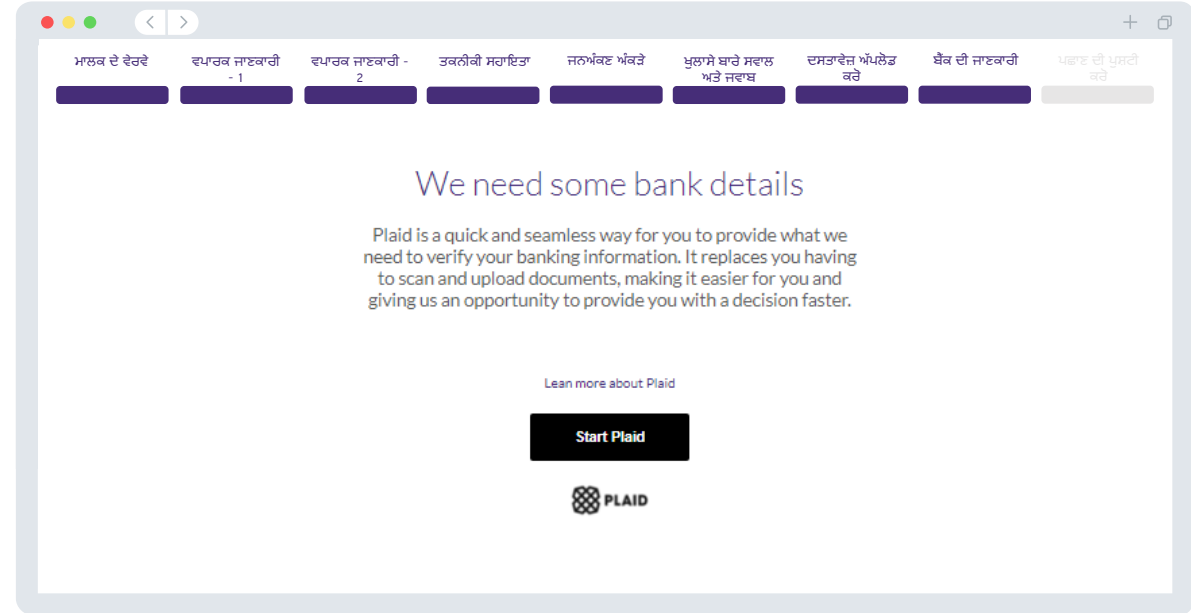 ਮਾਲਕ ਦੇ ਵੇਰਵੇ
ਵਪਾਰਕ ਜਾਣਕਾਰੀ
- 1
ਵਪਾਰਕ ਜਾਣਕਾਰੀ -
2
ਤਕਨੀਕੀ ਸਹਾਇਤਾ
ਜਨਅੰਕਣ ਅੰਕੜੇ
ਖੁਲਾਸੇ ਬਾਰੇ ਸਵਾਲ
ਅਤੇ ਜਵਾਬ
ਦਸਤਾਵੇਜ਼ ਅੱਪਲੋਡ
ਕਰੋ
ਬੈਂਕ ਦੀ ਜਾਣਕਾਰੀ
ਪਛਾਣ ਦੀ ਪੁਸ਼ਟੀ
ਕਰੋ
We need some bank details
Plaid is a quick and seamless way for you to provide what we
need to verify your banking information. It replaces you having
to scan and upload documents, making it easier for you and
giving us an opportunity to provide you with a decision faster.
Lean more about Plaid
Start Plaid
PLAID